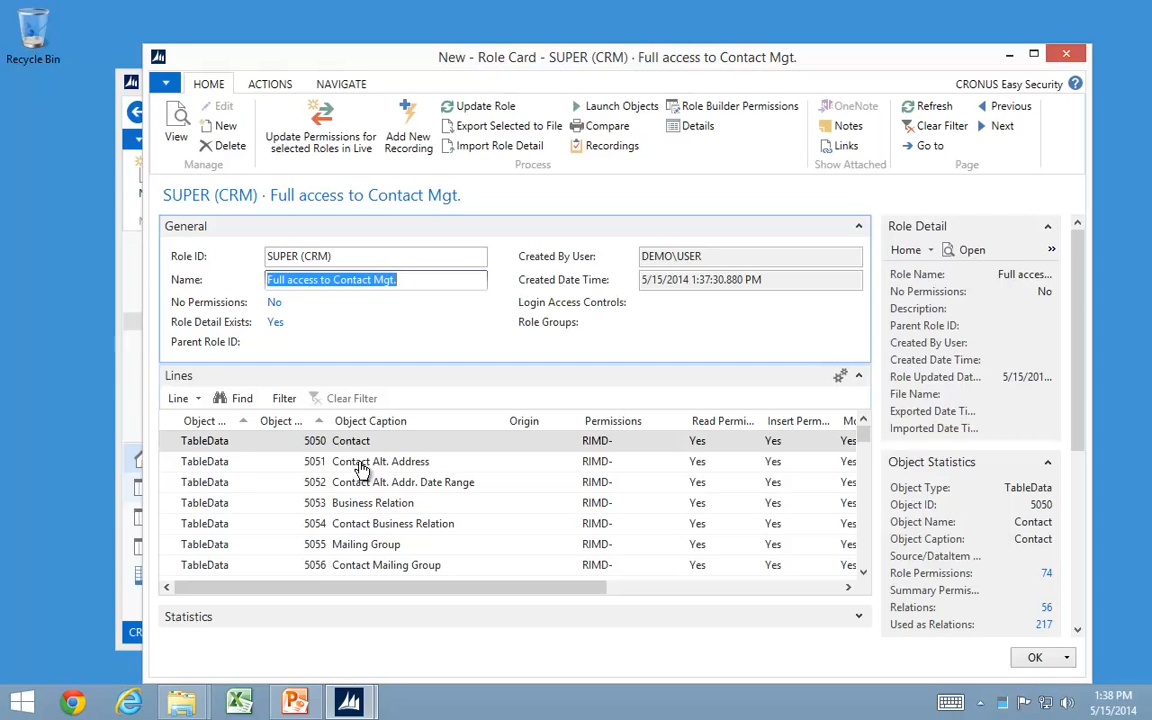 Recycle Bin
New - Role Card - SUPER (CRM) · Full access to Contact Mgt.
HOME ACTIONS NAVIGATE CRONUS Easy Security
View Edit New Delete
Manage
Update Permissions for selected Roles in Live
Add New Recording
Update Role
Export Selected to File
Import Role Detail
Launch Objects
Compare
Recordings
Role Builder Permissions
Details
Process
OneNote
Notes
Links
Show Attached
Refresh
Clear Filter
Go to
Previous
Next
Page
SUPER (CRM) · Full access to Contact Mgt.
General
Role ID: SUPER (CRM)
Name: Full access to Contact Mgt.
No Permissions: No
Role Detail Exists: Yes
Parent Role ID:
Created By User: DEMO\USER
Created Date Time: 5/15/2014 1:37:30.880 PM
Login Access Controls:
Role Groups:
Lines
Line Find Filter Clear Filter
Object ... Object ... Object Caption Origin Permissions Read Permi... Insert Perm... Mo
TableData 5050 Contact RIMD- Yes Yes Yes
TableData 5051 Contact Alt. Address RIMD- Yes Yes Yes
TableData 5052 Contact Alt. Addr. Date Range RIMD- Yes Yes Yes
TableData 5053 Business Relation RIMD- Yes Yes Yes
TableData 5054 Contact Business Relation RIMD- Yes Yes Yes
TableData 5055 Mailing Group RIMD- Yes Yes Yes
TableData 5056 Contact Mailing Group RIMD- Yes Yes Yes
Statistics
Role Detail
Home Open »
Role Name: Full acces...
No Permissions: No
Description:
Parent Role ID:
Created By User:
Created Date Time:
Role Updated Dat... 5/15/201...
File Name:
Exported Date Ti...
Imported Date Ti...
Object Statistics
Object Type: TableData
Object ID: 5050
Object Name: Contact
Object Caption: Contact
Source/DataItem ...
Role Permissions: 74
Summary Permis...
Relations: 56
Used as Relations: 217
OK
CR
1:38 PM
5/15/2014